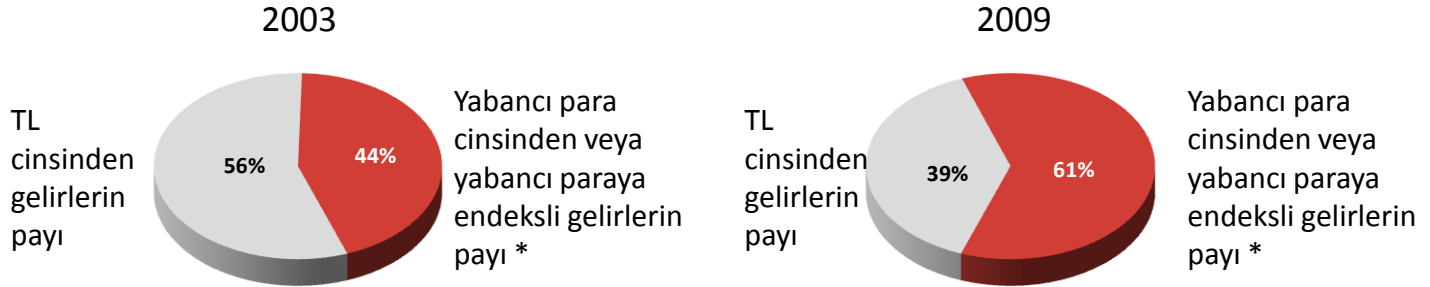 2003
TL
cinsinden
gelirlerin
payı
56%
44%
Yabancı para
cinsinden veya
yabancı paraya
endeksli gelirlerin
payı *
2009
TL
cinsinden
gelirlerin
payı
39%
61%
Yabancı para
cinsinden veya
yabancı paraya
endeksli gelirlerin
payı *